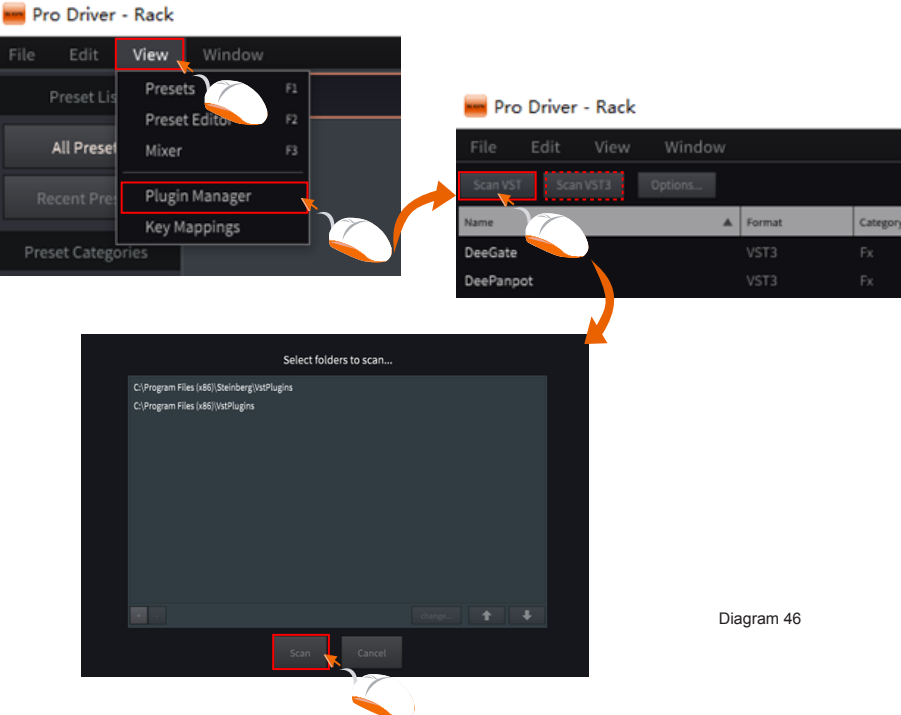 Pro Driver - Rack
File Edit View Window
Preset Lis
Presets F1
Preset Editor F2
All Preset
Mixer F3
Recent Pre
Plugin Manager
Key Mappings
Preset Categories
Pro Driver - Rack
File Edit View Window
Scan VST Scan VST3 Options...
Name Format Category
DeeGate VST3 Fx
DeePanpot VST3 Fx
Select folders to scan...
C:\Program Files (x86)\Steinberg\VstPlugins
C:\Program Files (x86)\VstPlugins
+ -
change...
Scan Cancel
Diagram 46